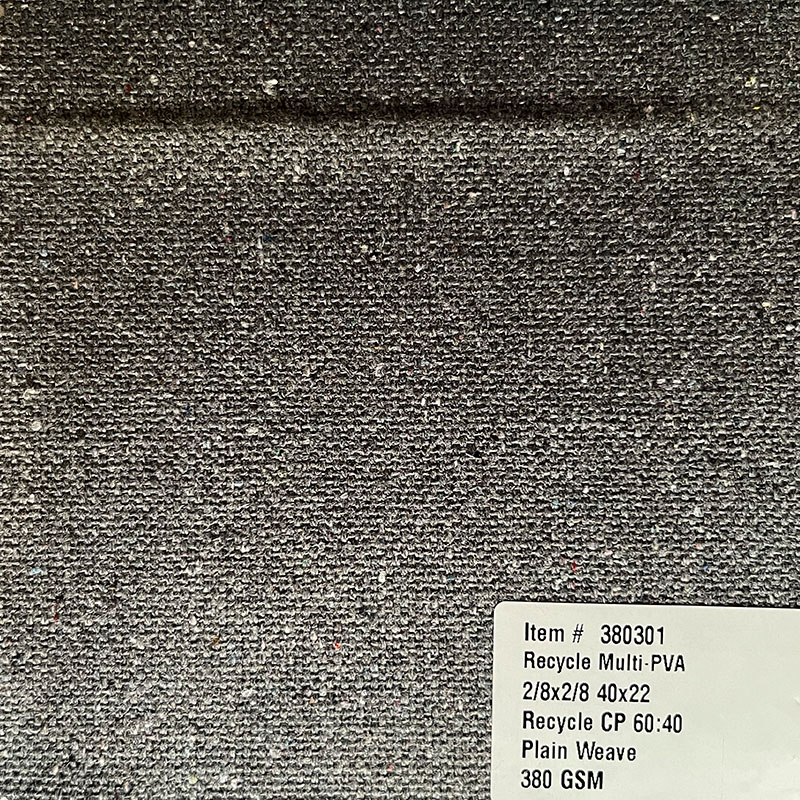 Item # 380301
Recycle Multi-PVA
2/8x2/8 40x22
Recycle CP 60:40
Plain Weave
380 GSM